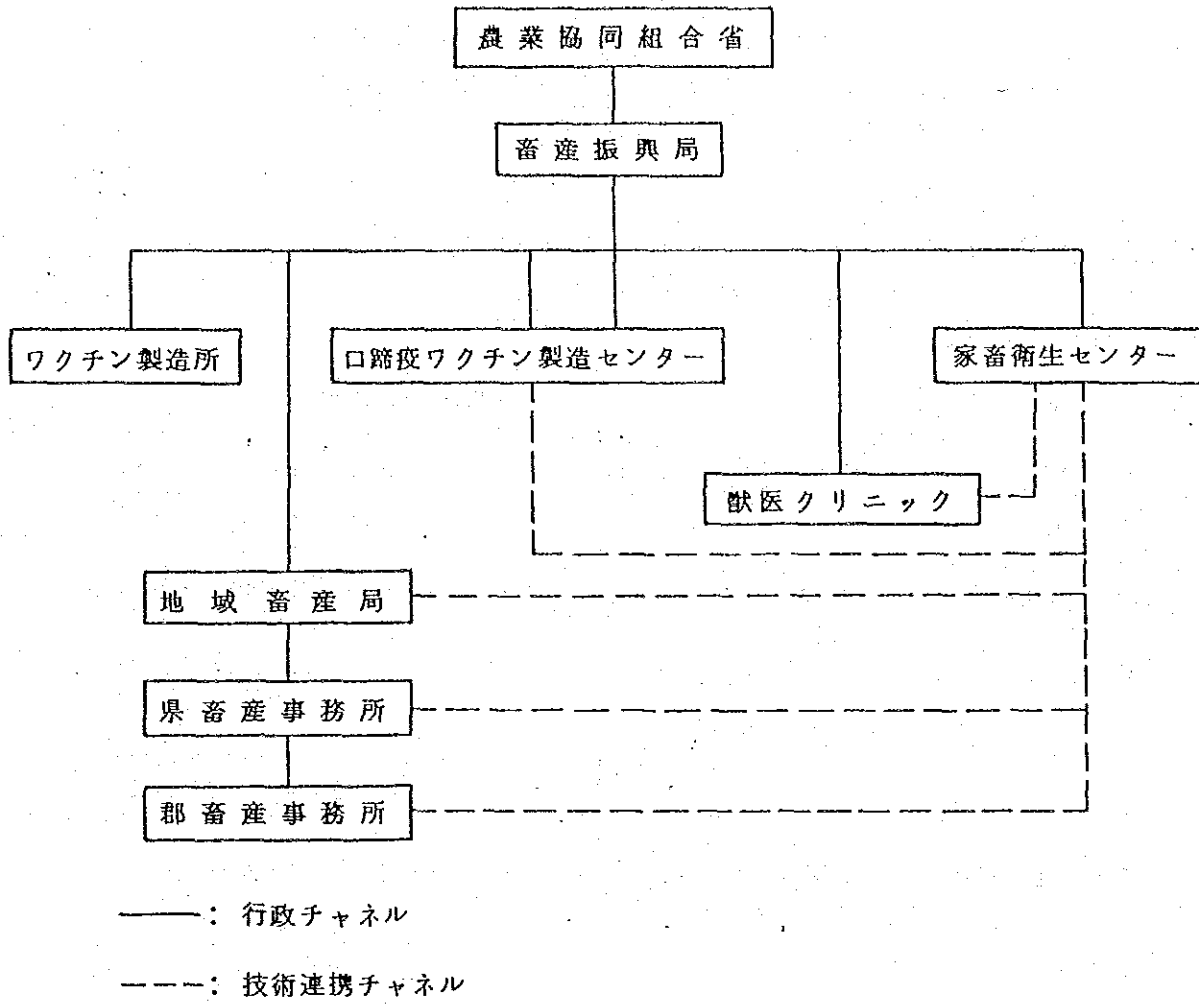 農業協同組合省
畜産振興局
ワクチン製造所
口蹄疫ワクチン製造センター
家畜衛生センター
獣医クリニック
地域畜産局
県畜産事務所
郡畜産事務所
───：行政チャネル
----：技術連携チャネル